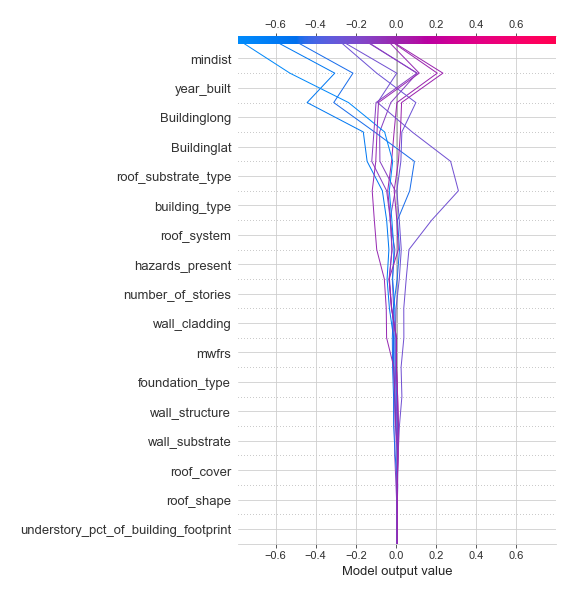 −0.6 −0.4 −0.2 0.0 0.2 0.4 0.6
mindist
year_built
Buildinglong
Buildinglat
roof_substrate_type
building_type
roof_system
hazards_present
number_of_stories
wall_cladding
mwfrs
foundation_type
wall_structure
wall_substrate
roof_cover
roof_shape
understory_pct_of_building_footprint
−0.6 −0.4 −0.2 0.0 0.2 0.4 0.6
Model output value